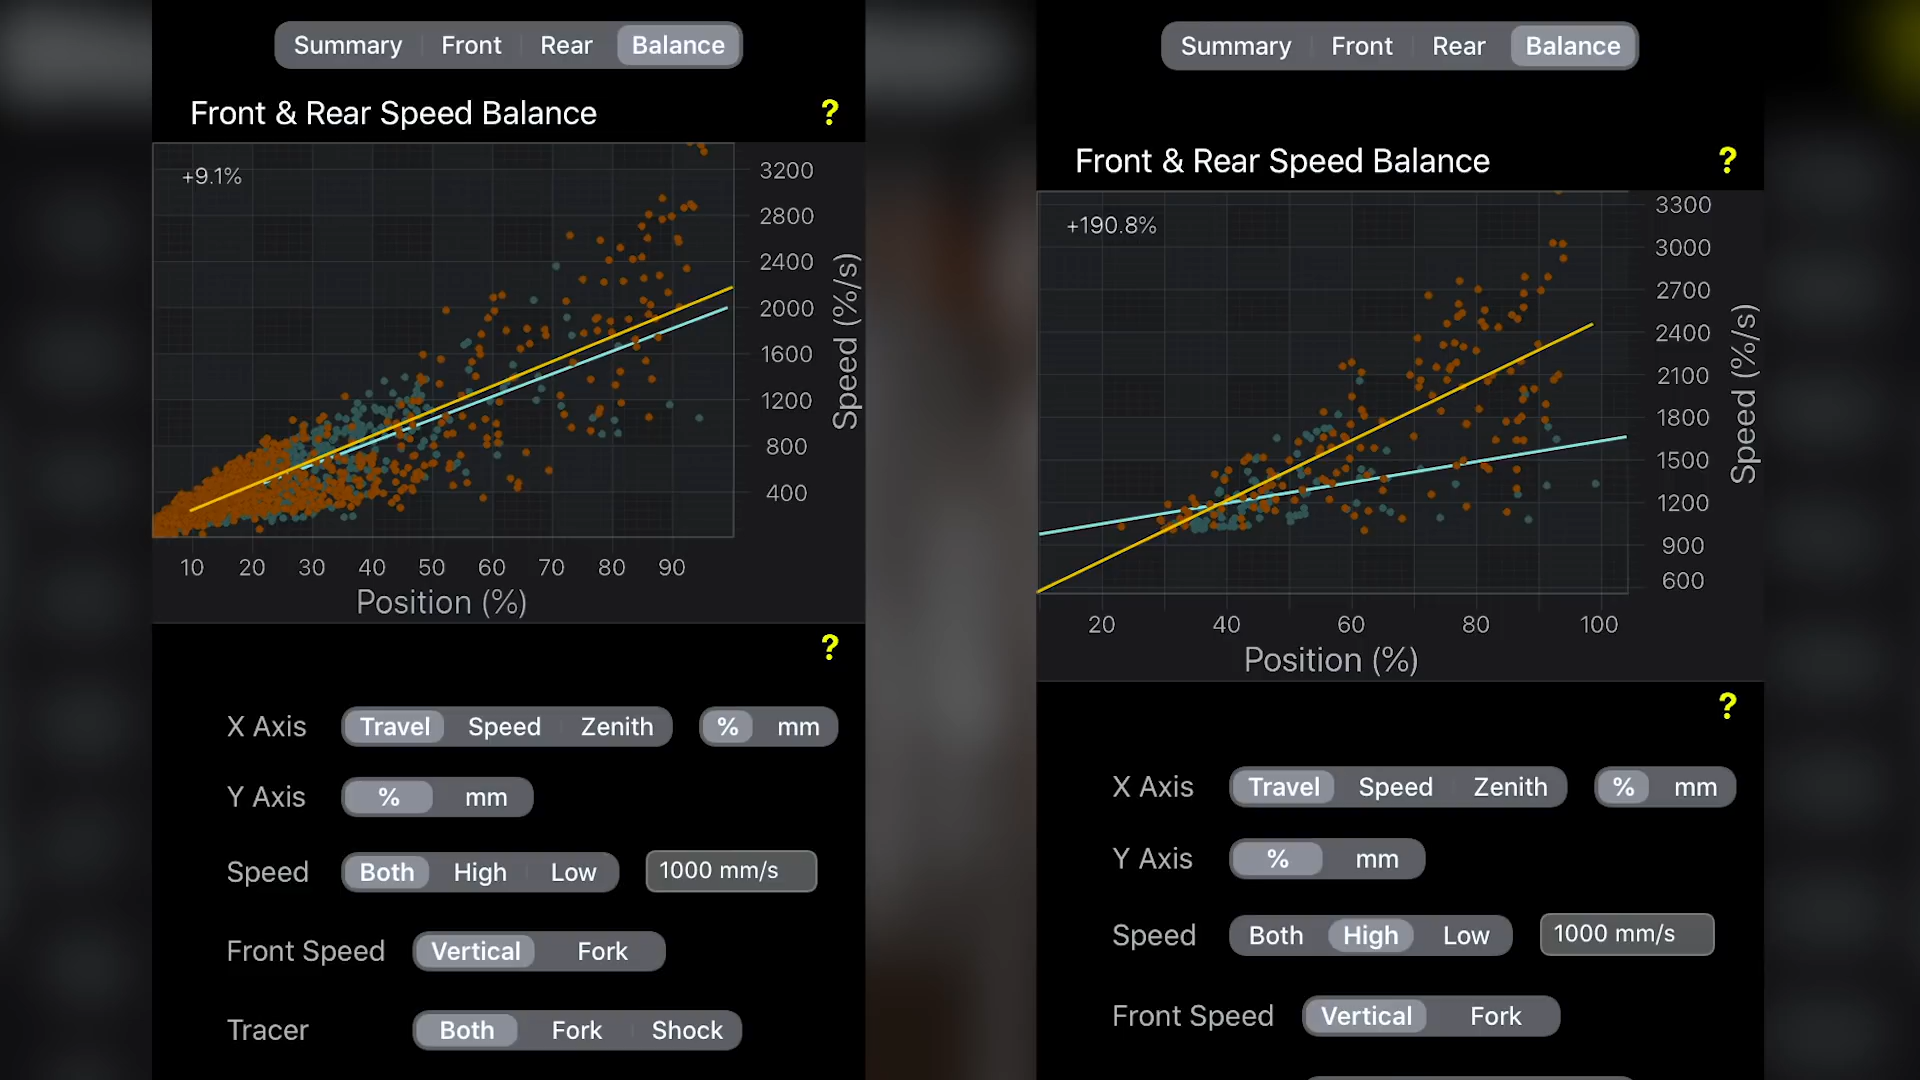 Summary Front Rear Balance
Front & Rear Speed Balance ?
+9.1%
3200
2800
2400
2000
1600
1200
800
400
Speed (%/s)
10 20 30 40 50 60 70 80 90
Position (%)
?
X Axis Travel Speed Zenith % mm
Y Axis % mm
Speed Both High Low 1000 mm/s
Front Speed Vertical Fork
Tracer Both Fork Shock
Summary Front Rear Balance
Front & Rear Speed Balance ?
+190.8%
3300
3000
2700
2400
2100
1800
1500
1200
900
600
Speed (%/s)
20 40 60 80 100
Position (%)
?
X Axis Travel Speed Zenith % mm
Y Axis % mm
Speed Both High Low 1000 mm/s
Front Speed Vertical Fork